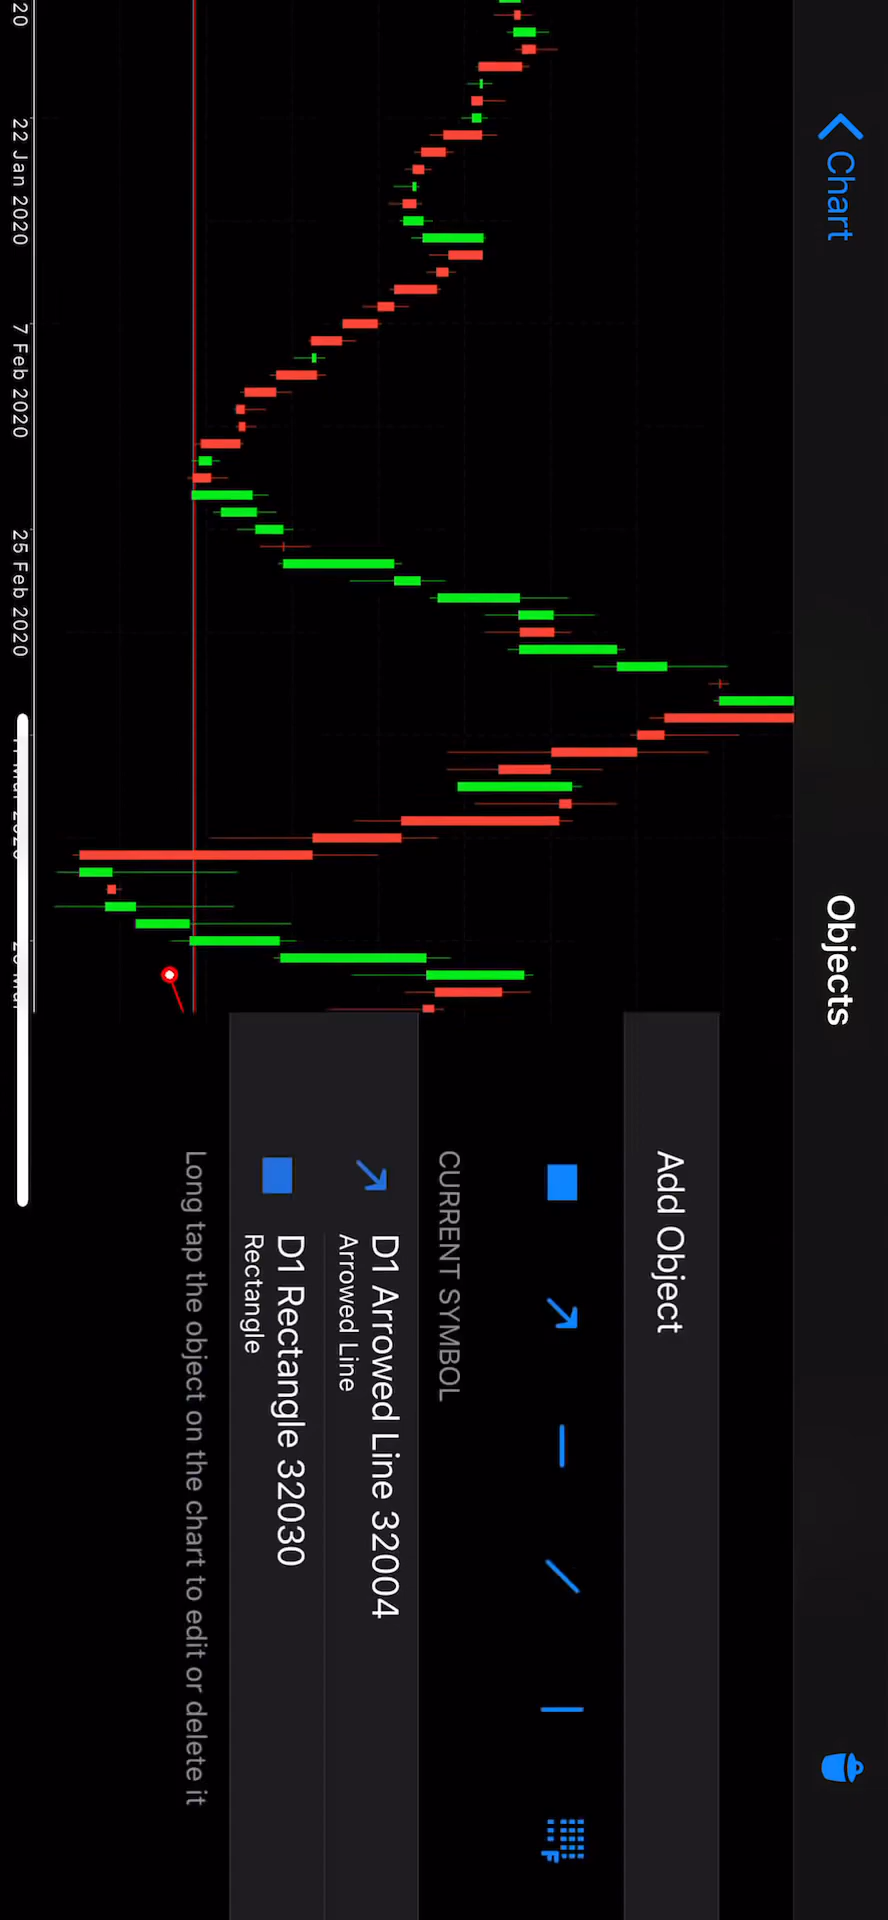 Chart
Objects
Add Object
CURRENT SYMBOL
D1 Arrowed Line 32004
Arrowed Line
D1 Rectangle 32030
Rectangle
Long tap the object on the chart to edit or delete it
20
22 Jan 2020
7 Feb 2020
25 Feb 2020